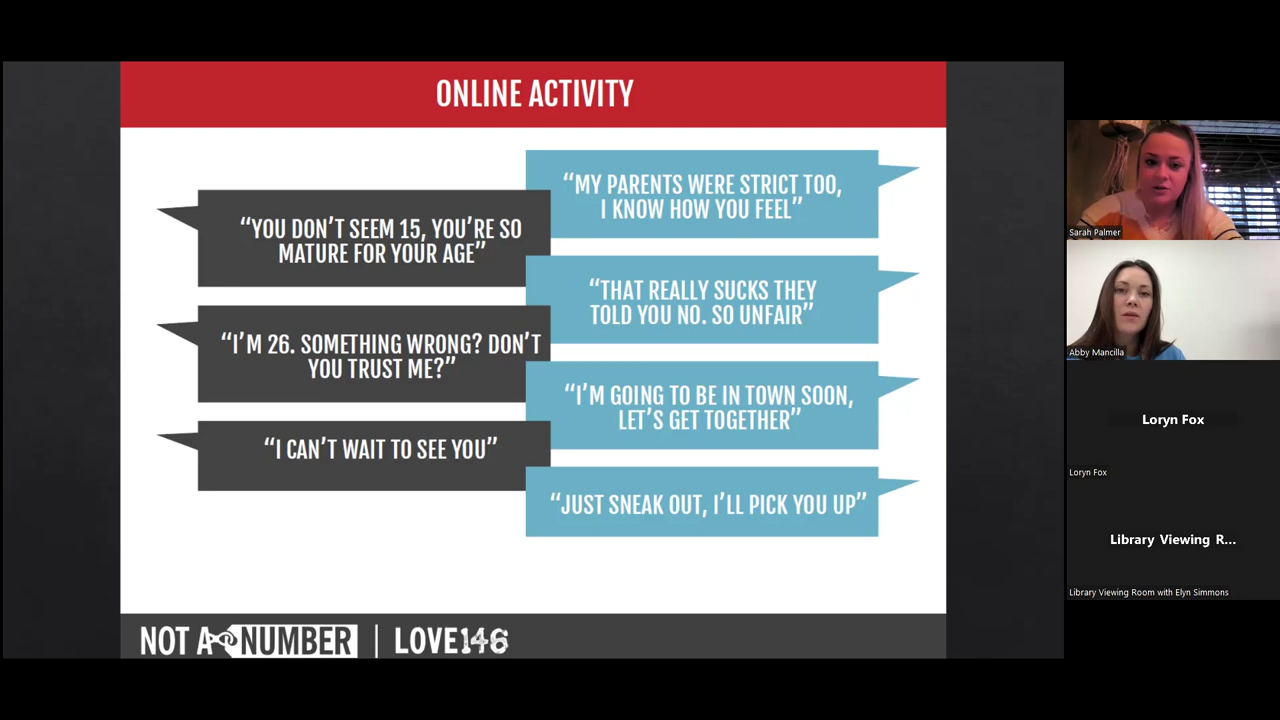 ONLINE ACTIVITY
“YOU DON’T SEEM 15, YOU’RE SO
MATURE FOR YOUR AGE”
“I’M 26. SOMETHING WRONG? DON’T
YOU TRUST ME?”
“I CAN’T WAIT TO SEE YOU”
“MY PARENTS WERE STRICT TOO,
I KNOW HOW YOU FEEL”
“THAT REALLY SUCKS THEY
TOLD YOU NO. SO UNFAIR”
“I’M GOING TO BE IN TOWN SOON,
LET’S GET TOGETHER”
“JUST SNEAK OUT, I’LL PICK YOU UP”
NOT A NUMBER | LOVE146
Sarah Palmer
Abby Mancilla
Loryn Fox
Loryn Fox
Library Viewing R...
Library Viewing Room with Elyn Simmons